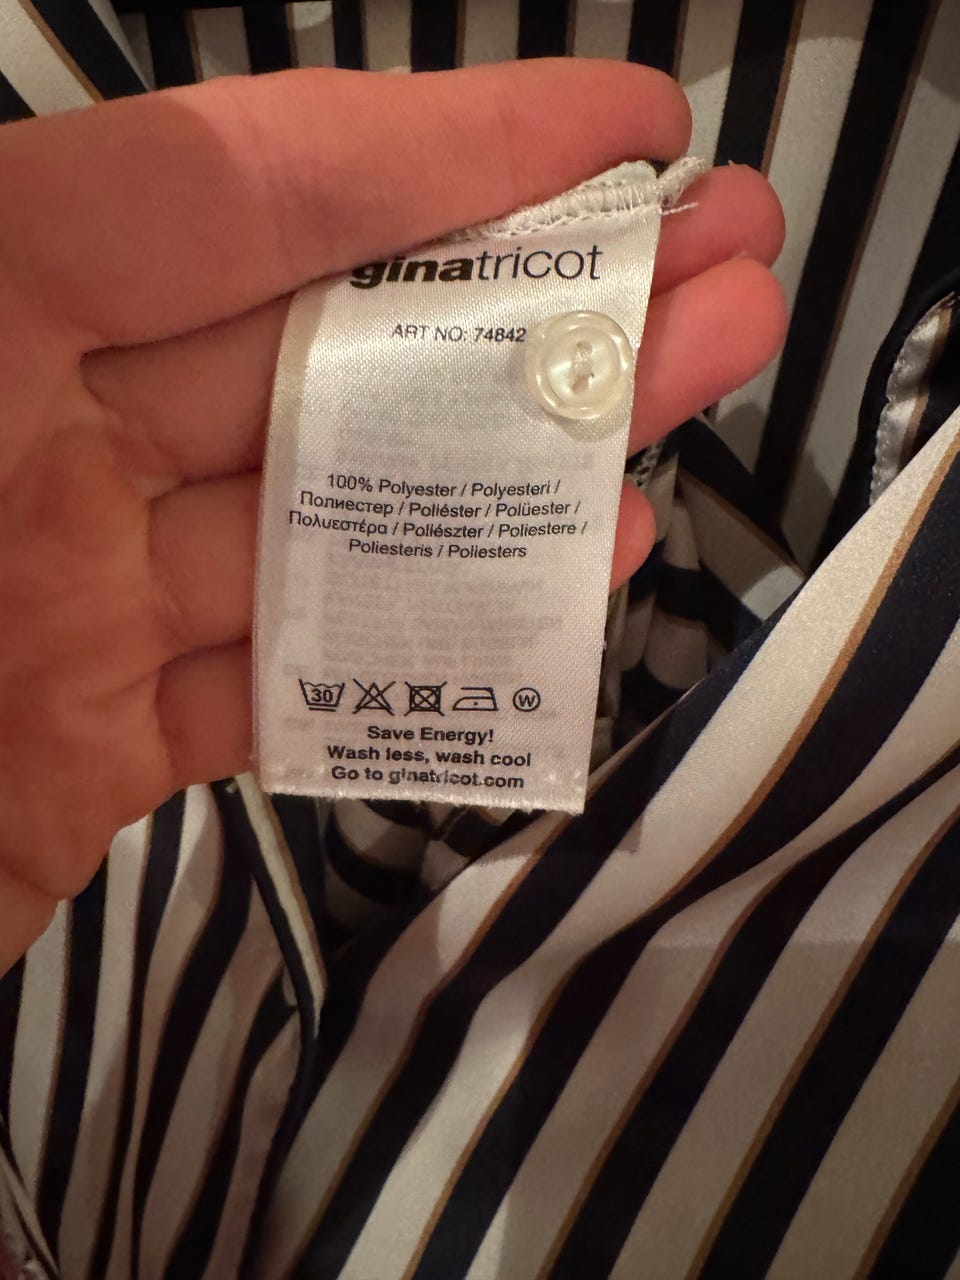 ginatricot
ART NO: 74842
100% Polyester / Polyesteri /
Полиестер / Poliéster / Polüester /
Πολυεστέρα / Poliészter / Poliestere /
Poliesteris / Poliesters
30
W
Save Energy!
Wash less, wash cool
Go to ginatricot.com